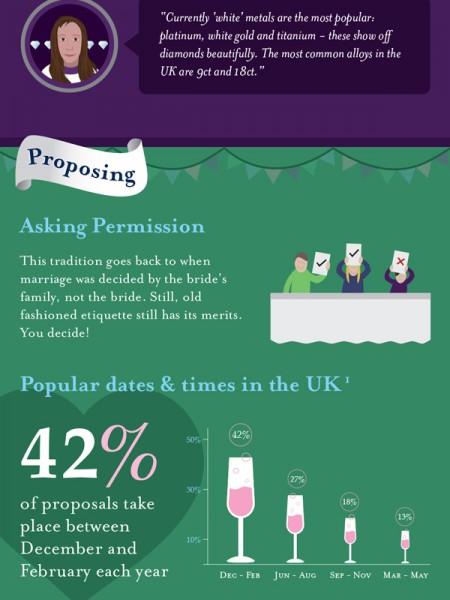 "Currently 'white' metals are the most popular:
platinum, white gold and titanium – these show off
diamonds beautifully. The most common alloys in the
UK are 9ct and 18ct."
Proposing
Asking Permission
This tradition goes back to when
marriage was decided by the bride's
family, not the bride. Still, old
fashioned etiquette still has its merits.
You decide!
Popular dates & times in the UK 1
42%
of proposals take
place between
December and
February each year
50%
30%
10%
42%
27%
18%
13%
Dec - Feb
Jun - Aug
Sep - Nov
Mar - May